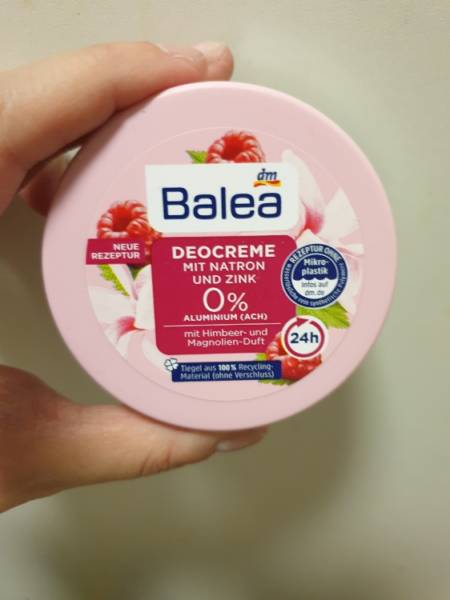 dm
Balea
NEUE
REZEPTUR
DEOCREME
MIT NATRON
UND ZINK
0%
ALUMINIUM (ACH)
mit Himbeer- und
Magnolien-Duft
REZEPTUR OHNE
Mikro-
plastik
Infos auf
dm.de
24h
Tiegel aus 100% Recycling-
Material (ohne Verschluss)